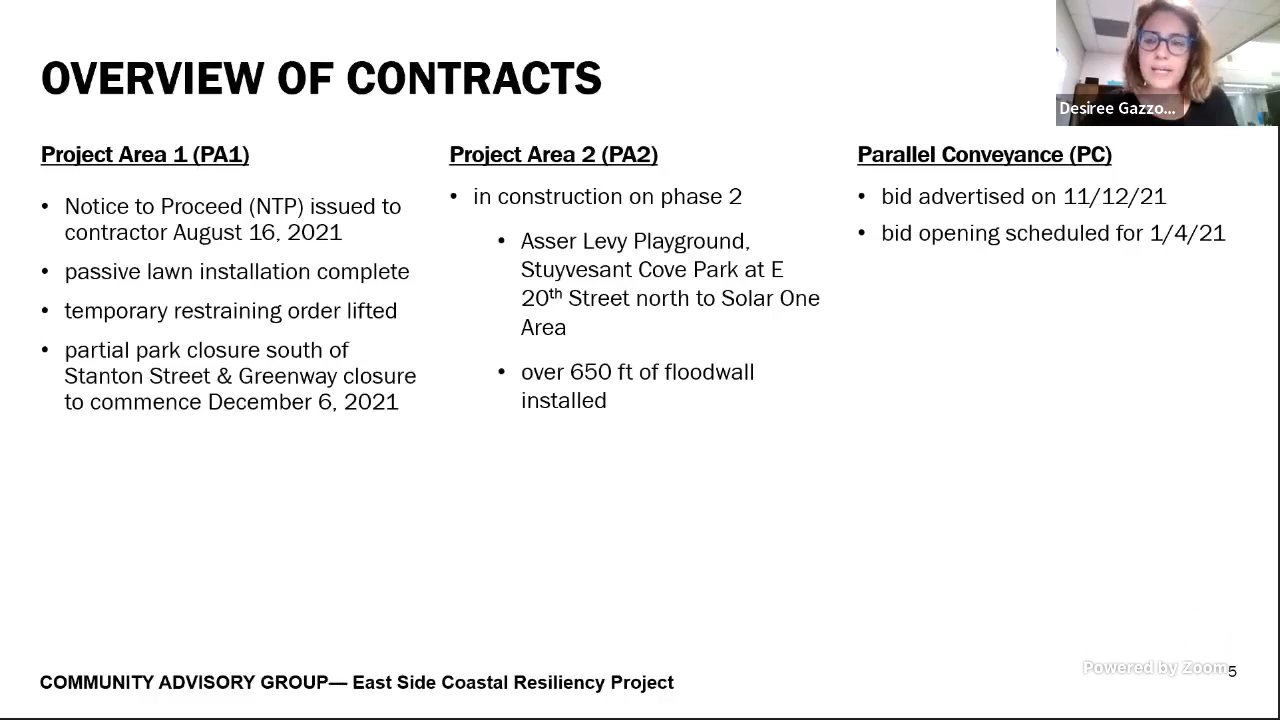 OVERVIEW OF CONTRACTS
Desiree Gazzo...
Project Area 1 (PA1)
• Notice to Proceed (NTP) issued to
contractor August 16, 2021
• passive lawn installation complete
• temporary restraining order lifted
• partial park closure south of
Stanton Street & Greenway closure
to commence December 6, 2021
Project Area 2 (PA2)
• in construction on phase 2
• Asser Levy Playground,
Stuyvesant Cove Park at E
20th Street north to Solar One
Area
• over 650 ft of floodwall
installed
Parallel Conveyance (PC)
• bid advertised on 11/12/21
• bid opening scheduled for 1/4/21
COMMUNITY ADVISORY GROUP— East Side Coastal Resiliency Project
Powered by Zoom
5